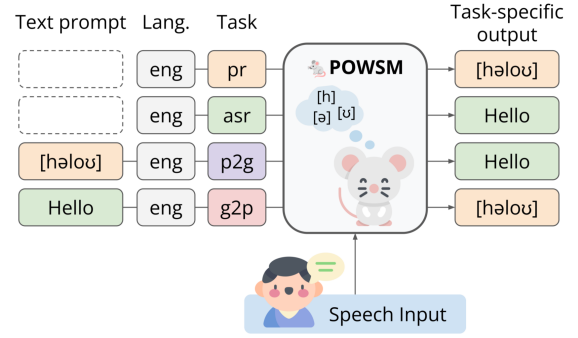 Text prompt Lang. Task Task-specific output
eng pr POWSM [həloʊ]
[h]
[ə] [ʊ]
eng asr Hello
[həloʊ] eng p2g Hello
Hello eng g2p [həloʊ]
Speech Input